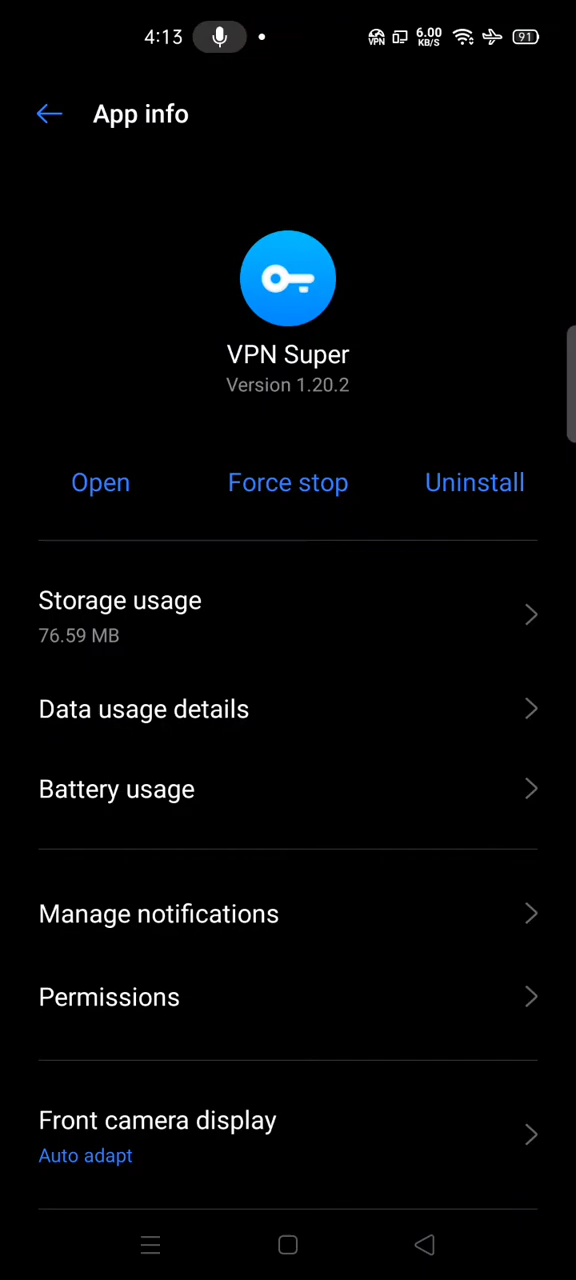 4:13 VPN 6.00 KB/S 91
App info
VPN Super
Version 1.20.2
Open Force stop Uninstall
Storage usage
76.59 MB
Data usage details
Battery usage
Manage notifications
Permissions
Front camera display
Auto adapt